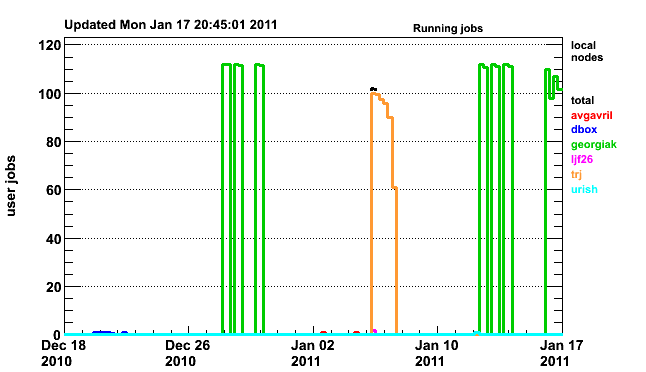 Updated Mon Jan 17 20:45:01 2011
Running jobs
user jobs
120
100
80
60
40
20
0
Dec 18
2010
Dec 26
2010
Jan 02
2011
Jan 10
2011
Jan 17
2011
local
nodes
total
avgavril
dbox
georgiak
ljf26
trj
urish